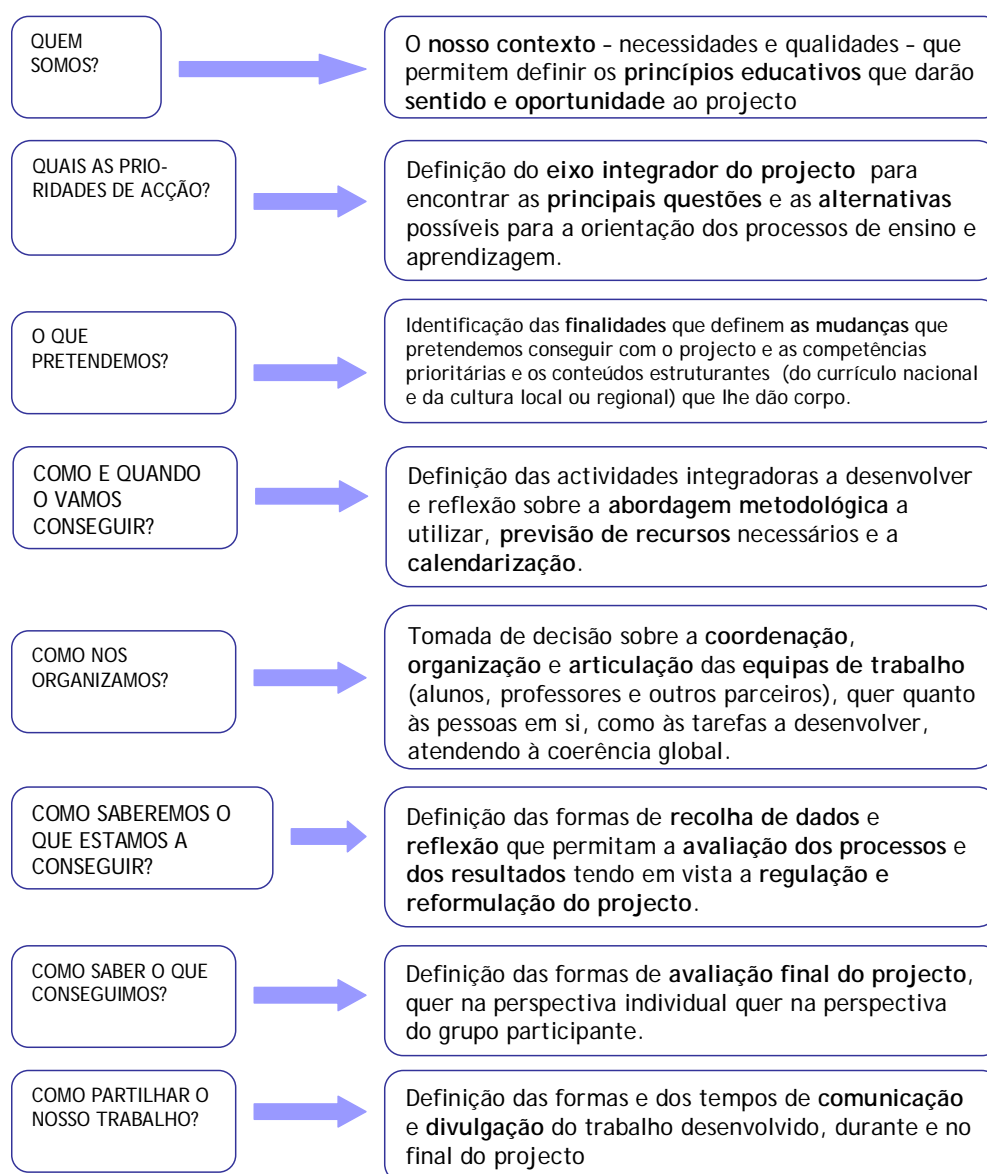 QUEM
SOMOS?
O nosso contexto – necessidades e qualidades – que
permitem definir os princípios educativos que darão
sentido e oportunidade ao projecto
QUAIS AS PRIO-
RIDADES DE ACÇÃO?
Definição do eixo integrador do projecto para
encontrar as principais questões e as alternativas
possíveis para a orientação dos processos de ensino e
aprendizagem.
O QUE
PRETENDEMOS?
Identificação das finalidades que definem as mudanças que
pretendemos conseguir com o projecto e as competências
prioritárias e os conteúdos estruturantes (do currículo nacional
e da cultura local ou regional) que lhe dão corpo.
COMO E QUANDO
O VAMOS
CONSEGUIR?
Definição das actividades integradoras a desenvolver
e reflexão sobre a abordagem metodológica a
utilizar, previsão de recursos necessários e a
calendarização.
COMO NOS
ORGANIZAMOS?
Tomada de decisão sobre a coordenação,
organização e articulação das equipas de trabalho
(alunos, professores e outros parceiros), quer quanto
às pessoas em si, como às tarefas a desenvolver,
atendendo à coerência global.
COMO SABEREMOS O
QUE ESTAMOS A
CONSEGUIR?
Definição das formas de recolha de dados e
reflexão que permitam a avaliação dos processos e
dos resultados tendo em vista a regulação e
reformulação do projecto.
COMO SABER O QUE
CONSEGUIMOS?
Definição das formas de avaliação final do projecto,
quer na perspectiva individual quer na perspectiva
do grupo participante.
COMO PARTILHAR O
NOSSO TRABALHO?
Definição das formas e dos tempos de comunicação
e divulgação do trabalho desenvolvido, durante e no
final do projecto